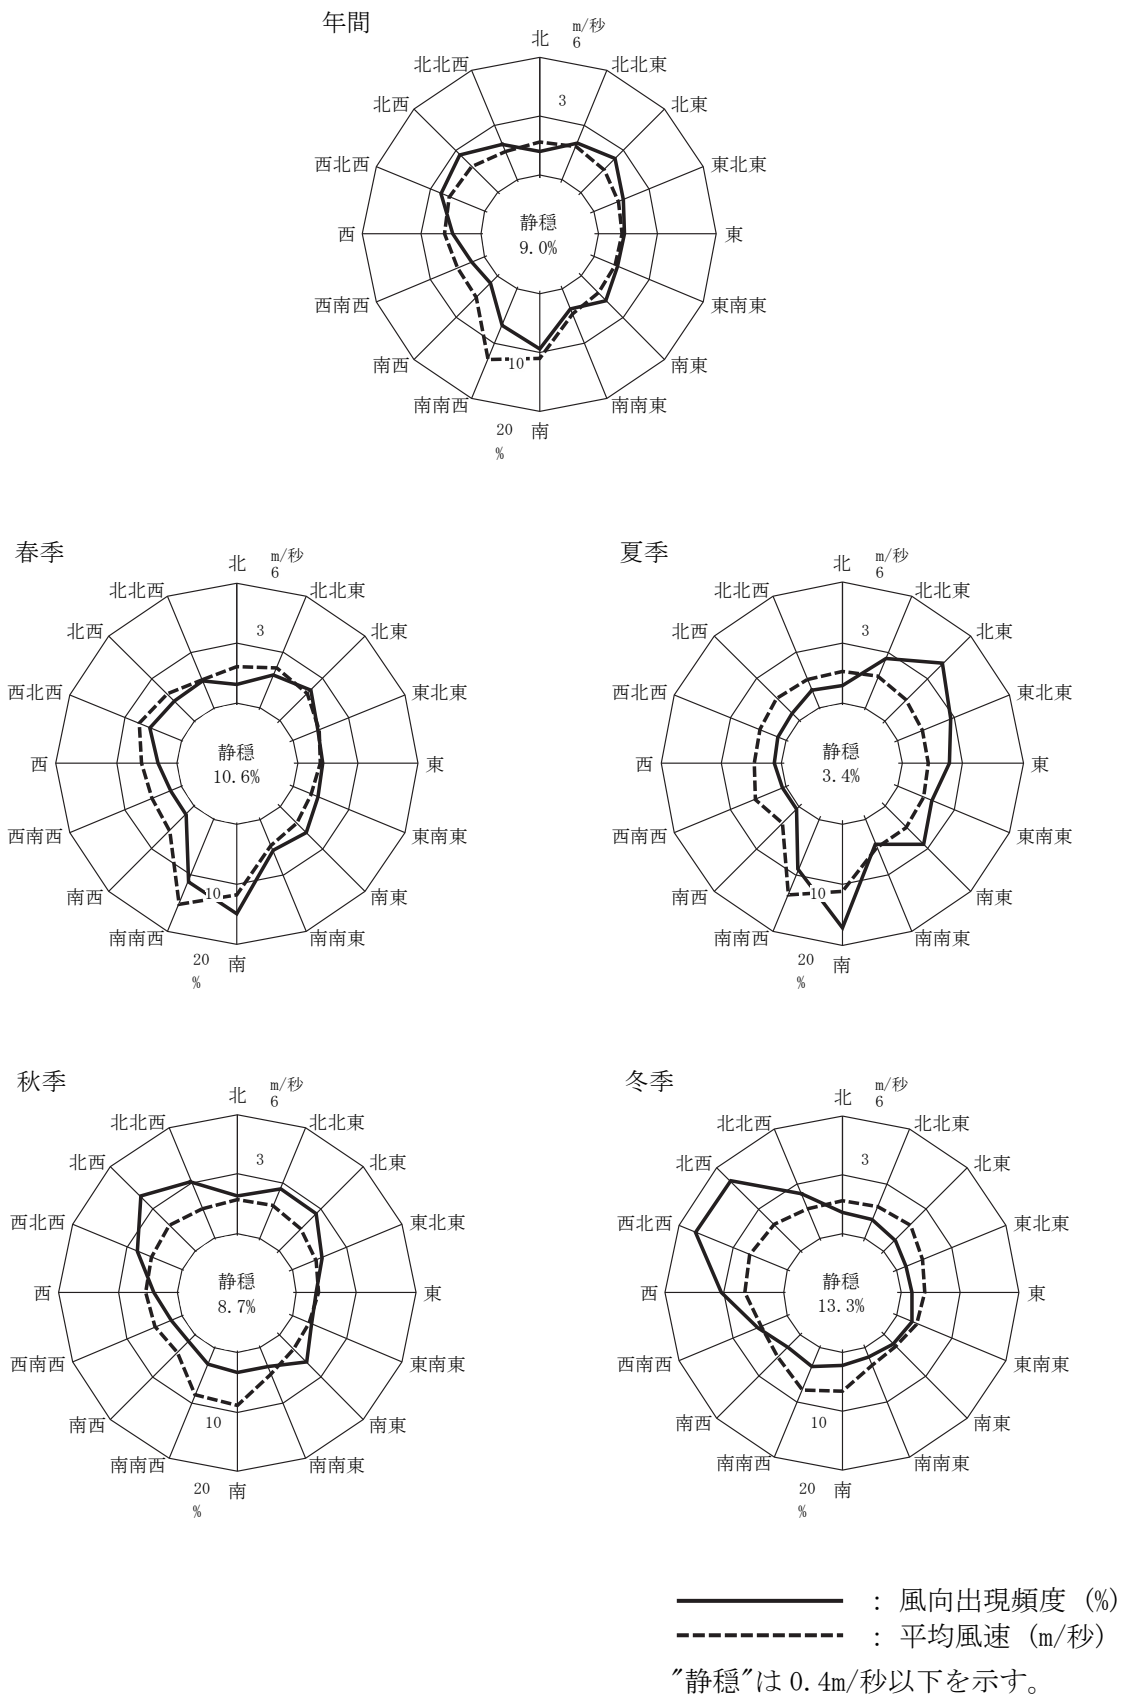 年間
m/秒
6
北
北北西
北北東
北西
3
北東
西北西
東北東
静穏
9.0%
西
東
西南西
東南東
南西
10
南東
南南西
南南東
20
%
南
春季
m/秒
6
北
北北西
北北東
北西
3
北東
西北西
東北東
静穏
10.6%
西
東
西南西
東南東
南西
10
南東
南南西
南南東
20
%
南
夏季
m/秒
6
北
北北西
北北東
北西
3
北東
西北西
東北東
静穏
3.4%
西
東
西南西
東南東
南西
10
南東
南南西
南南東
20
%
南
秋季
m/秒
6
北
北北西
北北東
北西
3
北東
西北西
東北東
静穏
8.7%
西
東
西南西
東南東
南西
10
南東
南南西
南南東
20
%
南
冬季
m/秒
6
北
北北西
北北東
北西
3
北東
西北西
東北東
静穏
13.3%
西
東
西南西
東南東
南西
10
南東
南南西
南南東
20
%
南
：風向出現頻度 (%)
：平均風速 (m/秒)
"静穏"は 0.4m/秒以下を示す。